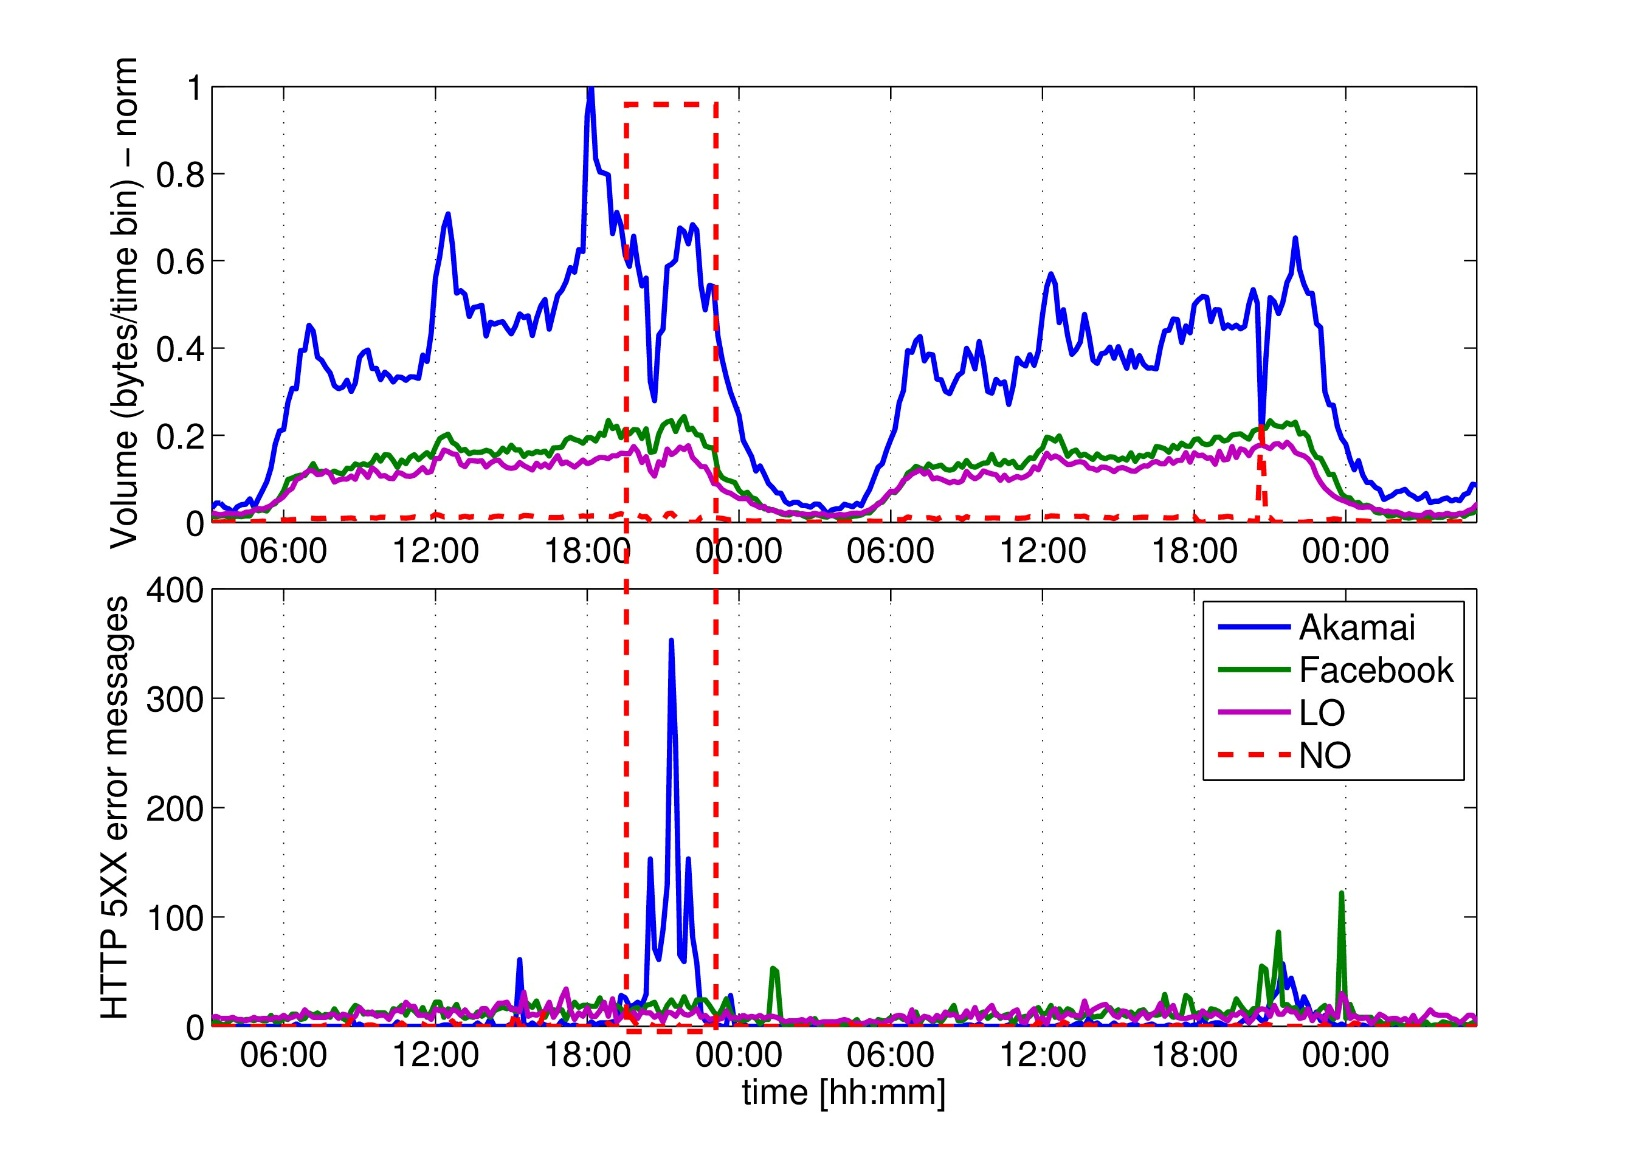 Volume (bytes/time bin) – norm
1
0.8
0.6
0.4
0.2
0
06:00 12:00 18:00 00:00 06:00 12:00 18:00 00:00
HTTP 5XX error messages
400
300
200
100
0
Akamai
Facebook
LO
NO
06:00 12:00 18:00 00:00 06:00 12:00 18:00 00:00
time [hh:mm]